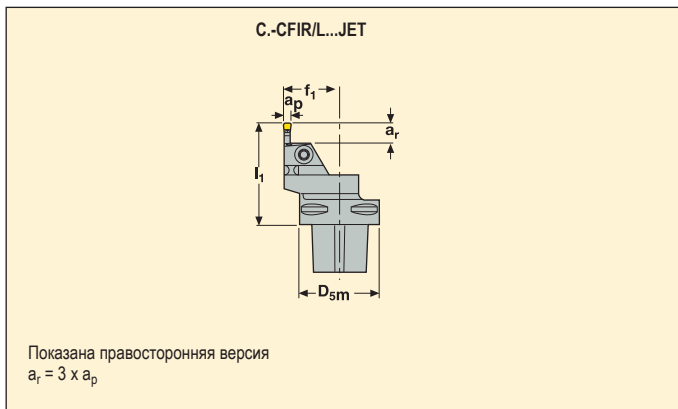 C.-CFIR/L...JET
f₁
aₚ
aᵣ
l₁
D₅ₘ
Показана правосторонняя версия
aᵣ = 3 x aₚ